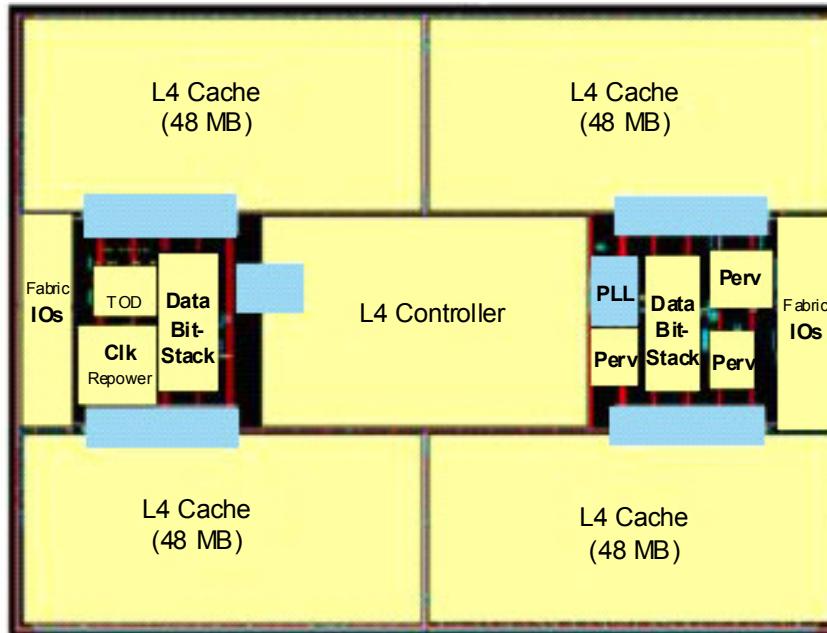 L4 Cache
(48 MB)
L4 Cache
(48 MB)
Fabric
IOs
TOD
Clk
Repower
Data
Bit-
Stack
L4 Controller
PLL
Perv
Data
Bit-
Stack
Perv
Perv
Fabric
IOs
L4 Cache
(48 MB)
L4 Cache
(48 MB)